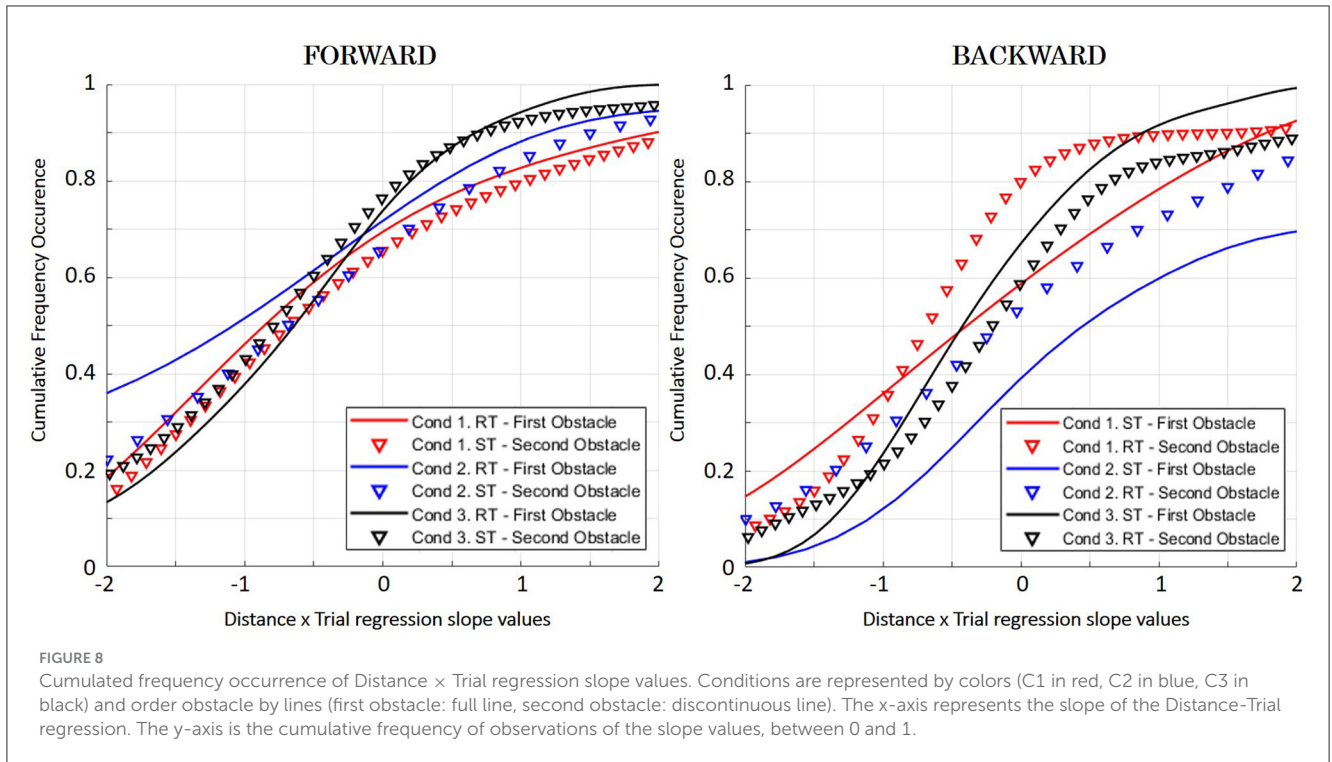 FORWARD
Cumulative Frequency Occurence
1
0.8
0.6
0.4
0.2
0
-2
-1
0
1
2
Distance x Trial regression slope values
Cond 1. RT - First Obstacle
Cond 1. ST - Second Obstacle
Cond 2. RT - First Obstacle
Cond 2. ST - Second Obstacle
Cond 3. RT - First Obstacle
Cond 3. ST - Second Obstacle
BACKWARD
Cumulative Frequency Occurence
1
0.8
0.6
0.4
0.2
0
-2
-1
0
1
2
Distance x Trial regression slope values
Cond 1. ST - First Obstacle
Cond 1. RT - Second Obstacle
Cond 2. ST - First Obstacle
Cond 2. RT - Second Obstacle
Cond 3. ST - First Obstacle
Cond 3. RT - Second Obstacle
FIGURE 8
Cumulated frequency occurrence of Distance × Trial regression slope values. Conditions are represented by colors (C1 in red, C2 in blue, C3 in
black) and order obstacle by lines (first obstacle: full line, second obstacle: discontinuous line). The x-axis represents the slope of the Distance-Trial
regression. The y-axis is the cumulative frequency of observations of the slope values, between 0 and 1.